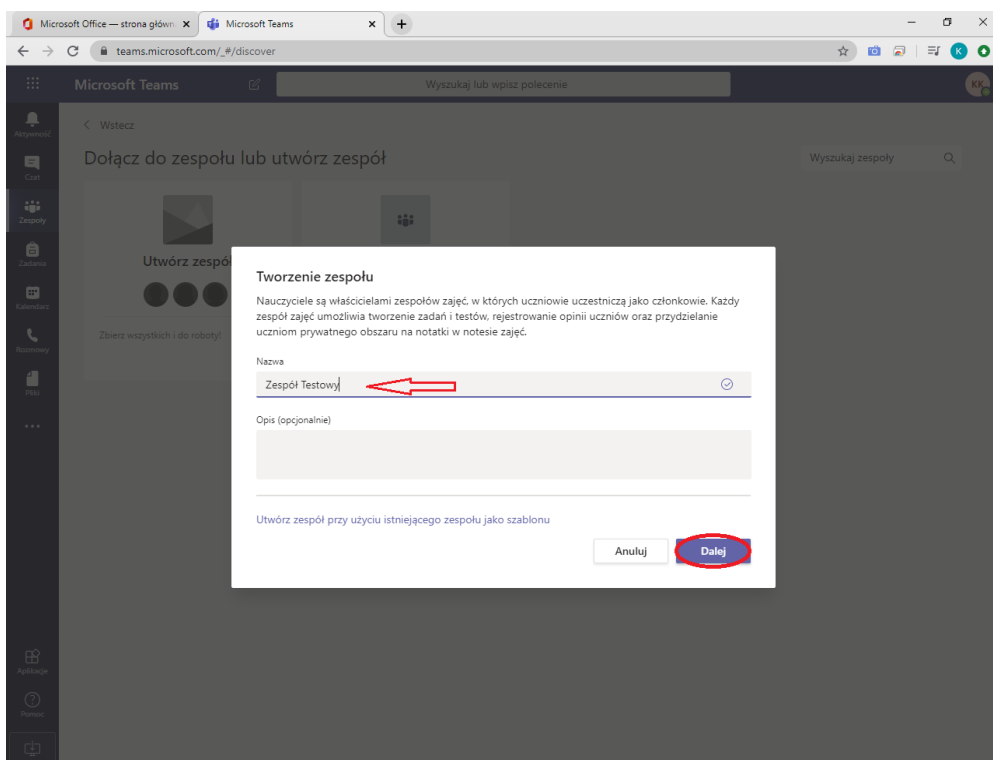 Microsoft Office — strona główn
Microsoft Teams
teams.microsoft.com/_#/discover
K
Microsoft Teams
Wyszukaj lub wpisz polecenie
KK
Aktywność
Czat
Zespoły
Zadania
Kalendarz
Rozmowy
Pliki
Aplikacje
Pomoc
Wstecz
Dołącz do zespołu lub utwórz zespół
Wyszukaj zespoły
Utwórz zespół
Zbierz wszystkich i do roboty!
Tworzenie zespołu
Nauczyciele są właścicielami zespołów zajęć, w których uczniowie uczestniczą jako członkowie. Każdy
zespół zajęć umożliwia tworzenie zadań i testów, rejestrowanie opinii uczniów oraz przydzielanie
uczniom prywatnego obszaru na notatki w notesie zajęć.
Nazwa
Zespół Testowy
Opis (opcjonalnie)
Utwórz zespół przy użyciu istniejącego zespołu jako szablonu
Anuluj
Dalej